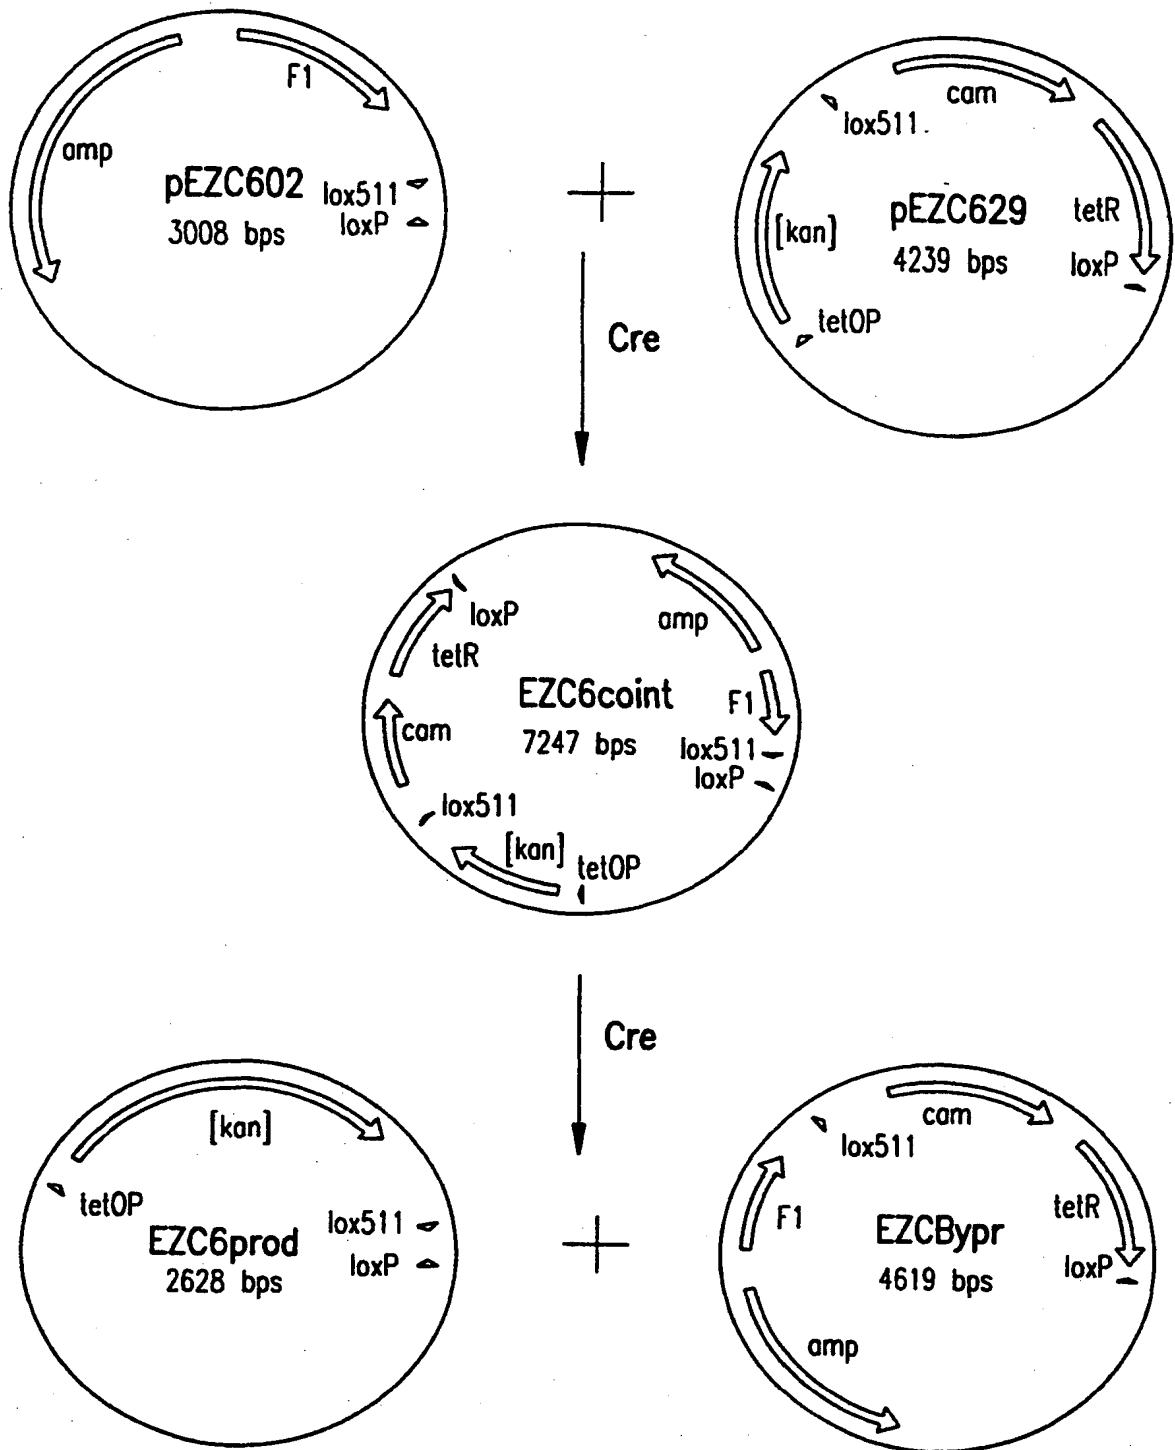 F1
amp
pEZC602
3008 bps
lox511
loxP
+
cam
lox511.
[kan]
pEZC629
4239 bps
tetR
loxP
tetOP
Cre
loxP
tetR
amp
EZC6coint
7247 bps
F1
cam
lox511
loxP
lox511
[kan]
tetOP
Cre
[kan]
tetOP
EZC6prod
2628 bps
lox511
loxP
+
cam
lox511
F1
EZCBypr
4619 bps
tetR
loxP
amp